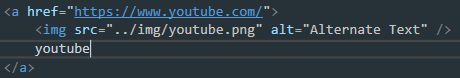 <a href="https://www.youtube.com/">
<img src="../img/youtube.png" alt="Alternate Text" />
youtube
</a>